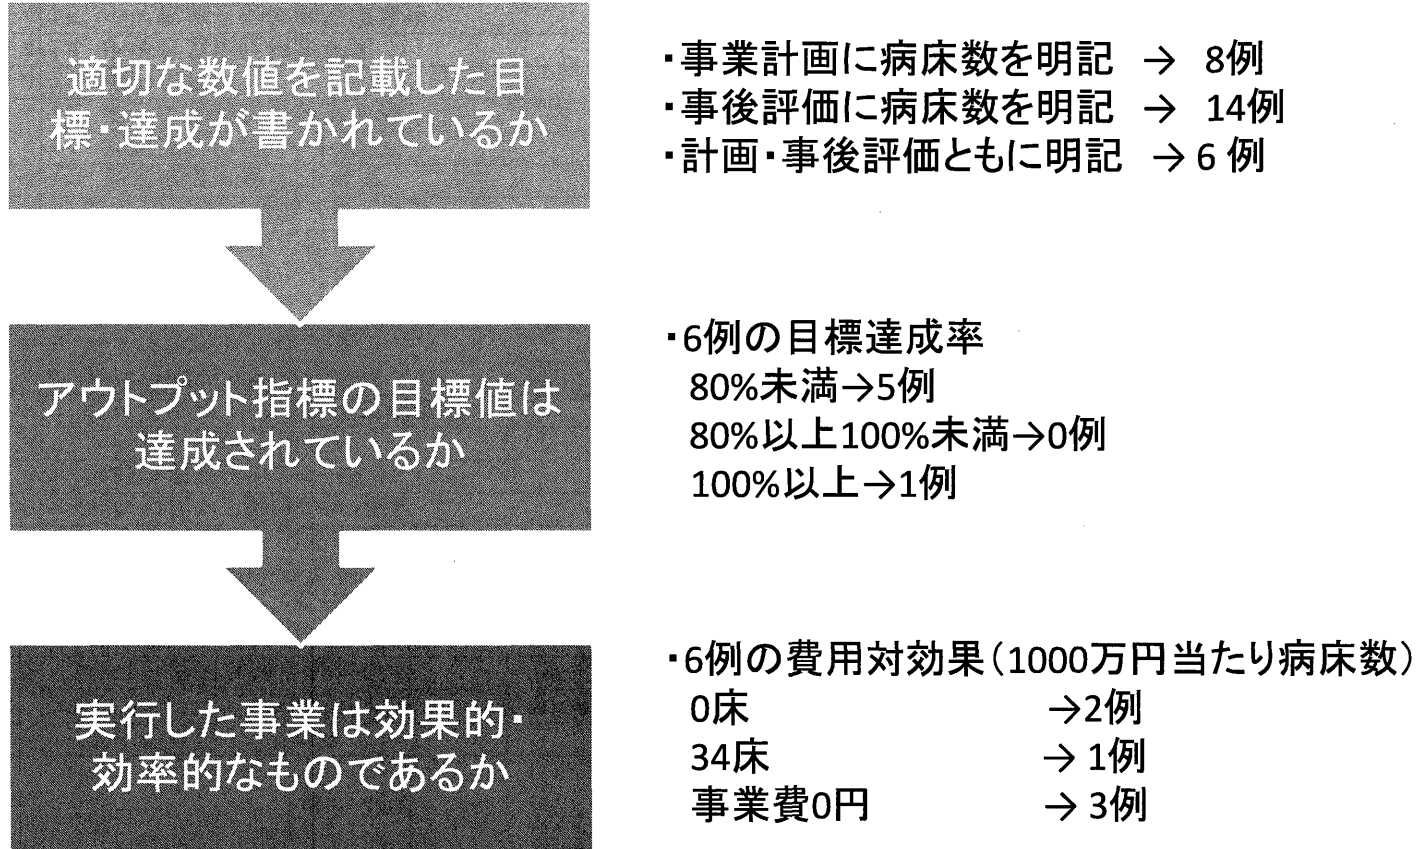 適切な数値を記載した目
標・達成が書かれているか
・事業計画に病床数を明記 → 8例
・事後評価に病床数を明記 → 14例
・計画・事後評価ともに明記 → 6 例
アウトプット指標の目標値は
達成されているか
・6例の目標達成率
80%未満→5例
80%以上100%未満→0例
100%以上→1例
実行した事業は効果的・
効率的なものであるか
・6例の費用対効果(1000万円当たり病床数)
0床 →2例
34床 → 1例
事業費0円 → 3例